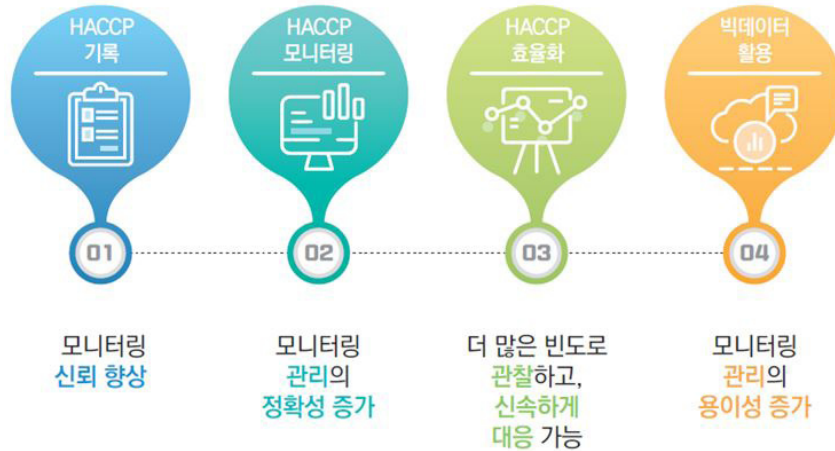 HACCP
기록
HACCP
모니터링
HACCP
효율화
빅데이터
활용
01
02
03
04
모니터링
신뢰 향상
모니터링
관리의
정확성 증가
더 많은 빈도로
관찰하고,
신속하게
대응 가능
모니터링
관리의
용이성 증가